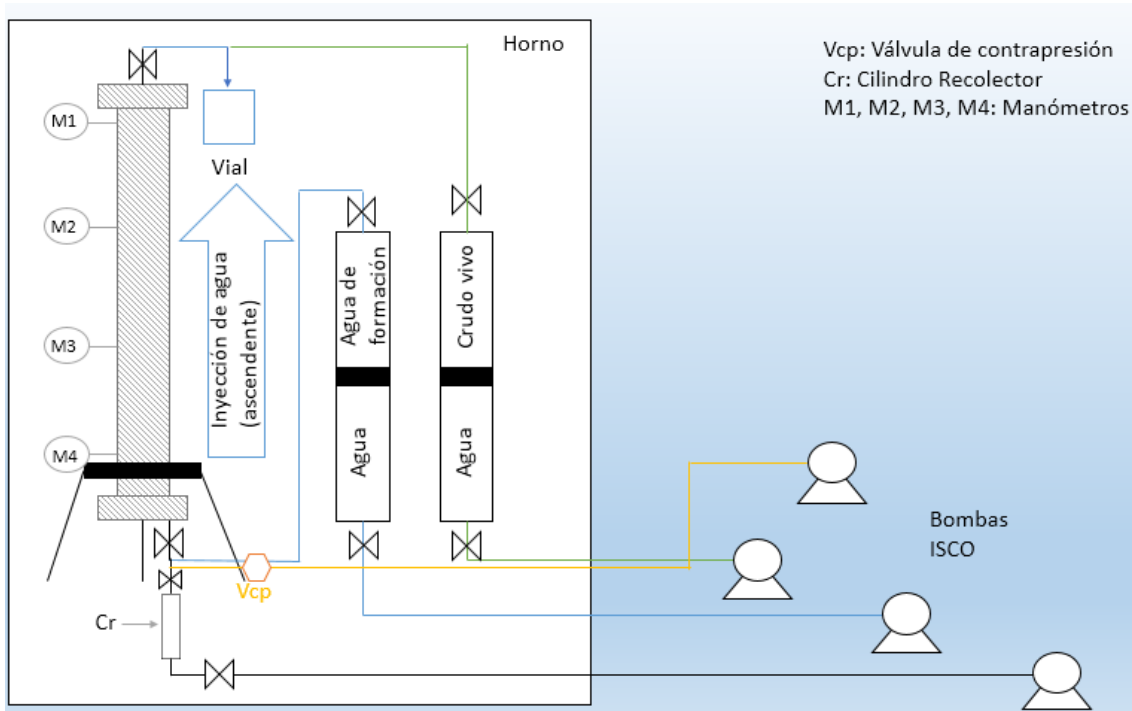 Horno
Vcp: Válvula de contrapresión
Cr: Cilindro Recolector
M1, M2, M3, M4: Manómetros
M1
Vial
M2
M3
M4
Inyección de agua
(ascendente)
Agua de
formación
Agua
Crudo vivo
Agua
Bombas
ISCO
Vcp
Cr